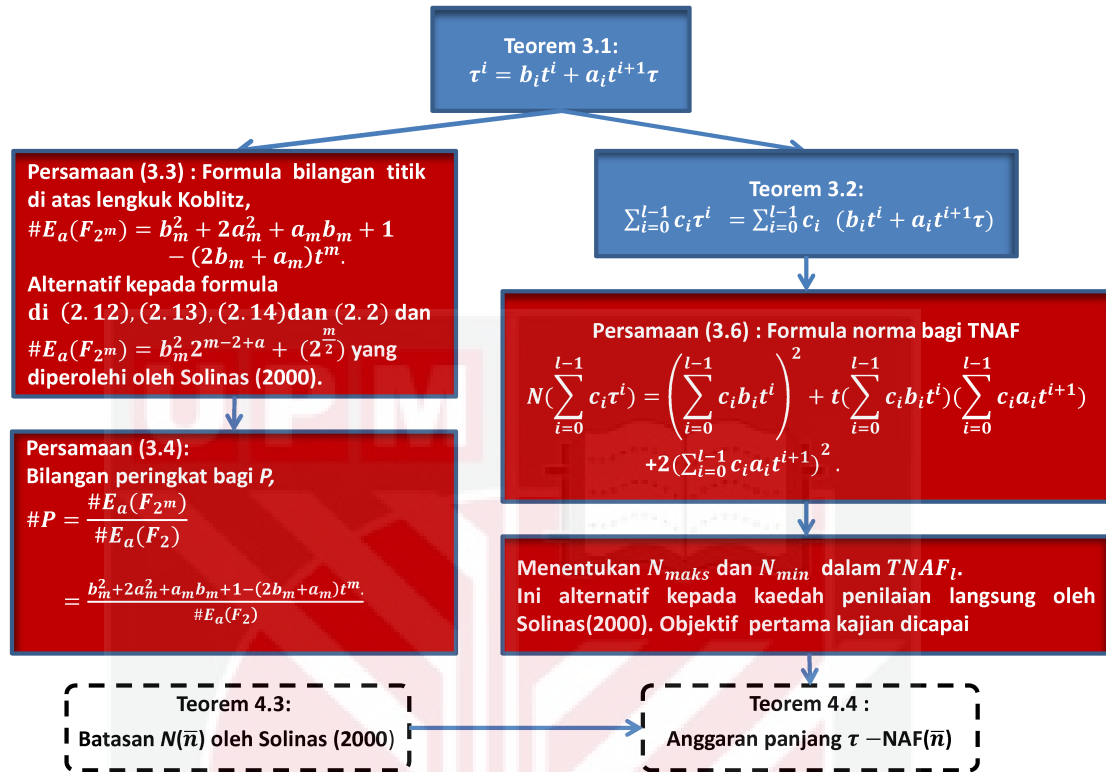 Teorem 3.1:
τ^i = b_i t^i + a_i t^{i+1} τ
Persamaan (3.3) : Formula bilangan titik
di atas lengkuk Koblitz,
#E_a(F_{2^m}) = b_m^2 + 2a_m^2 + a_m b_m + 1
− (2b_m + a_m)t^m.
Alternatif kepada formula
di (2.12), (2.13), (2.14)dan (2.2) dan
#E_a(F_{2^m}) = b_m^2 2^{m−2+a} + (2^{m/2}) yang
diperolehi oleh Solinas (2000).
Persamaan (3.4):
Bilangan peringkat bagi P,
#P = #E_a(F_{2^m}) / #E_a(F_2)
= b_m^2+2a_m^2+a_m b_m+1−(2b_m+a_m)t^m. / #E_a(F_2)
Teorem 3.2:
∑_{i=0}^{l−1} c_i τ^i = ∑_{i=0}^{l−1} c_i (b_i t^i + a_i t^{i+1} τ)
Persamaan (3.6) : Formula norma bagi TNAF
N(∑_{i=0}^{l−1} c_i τ^i) = (∑_{i=0}^{l−1} c_i b_i t^i)^2 + t(∑_{i=0}^{l−1} c_i b_i t^i)(∑_{i=0}^{l−1} c_i a_i t^{i+1})
+2(∑_{i=0}^{l−1} c_i a_i t^{i+1})^2.
Menentukan N_{maks} dan N_{min} dalam TNAF_l.
Ini alternatif kepada kaedah penilaian langsung oleh
Solinas(2000). Objektif pertama kajian dicapai
Teorem 4.3:
Batasan N(n̅) oleh Solinas (2000)
Teorem 4.4 :
Anggaran panjang τ −NAF(n̅)
UPM